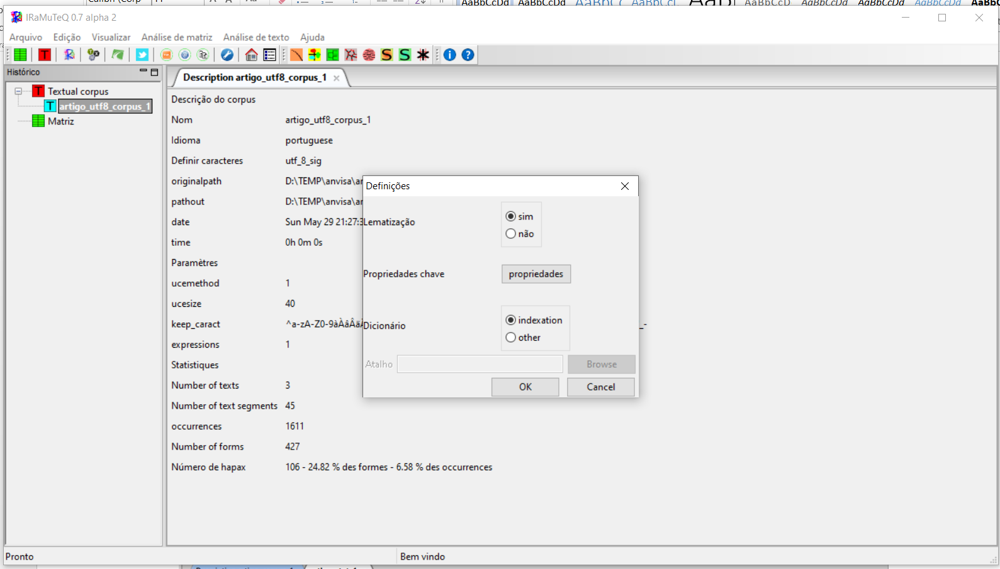 IRaMuTeQ 0.7 alpha 2
Arquivo Edição Visualizar Análise de matriz Análise de texto Ajuda
Histórico
Textual corpus
artigo_utf8_corpus_1
Matriz
Description artigo_utf8_corpus_1
Descrição do corpus
Nom artigo_utf8_corpus_1
Idioma portuguese
Definir caracteres utf_8_sig
originalpath D:\TEMP\anvisa\ar
pathout D:\TEMP\anvisa\ar
date Sun May 29 21:27:3
time 0h 0m 0s
Paramètres
ucemethod 1
ucesize 40
keep_caract ^a-zA-Z0-9àÀâÂäÄ _-
expressions 1
Statistiques
Number of texts 3
Number of text segments 45
occurrences 1611
Number of forms 427
Número de hapax 106 - 24.82 % des formes - 6.58 % des occurrences
Definições
Lematização
sim
não
Propriedades chave propriedades
Dicionário
indexation
other
Atalho Browse
OK Cancel
Pronto Bem vindo